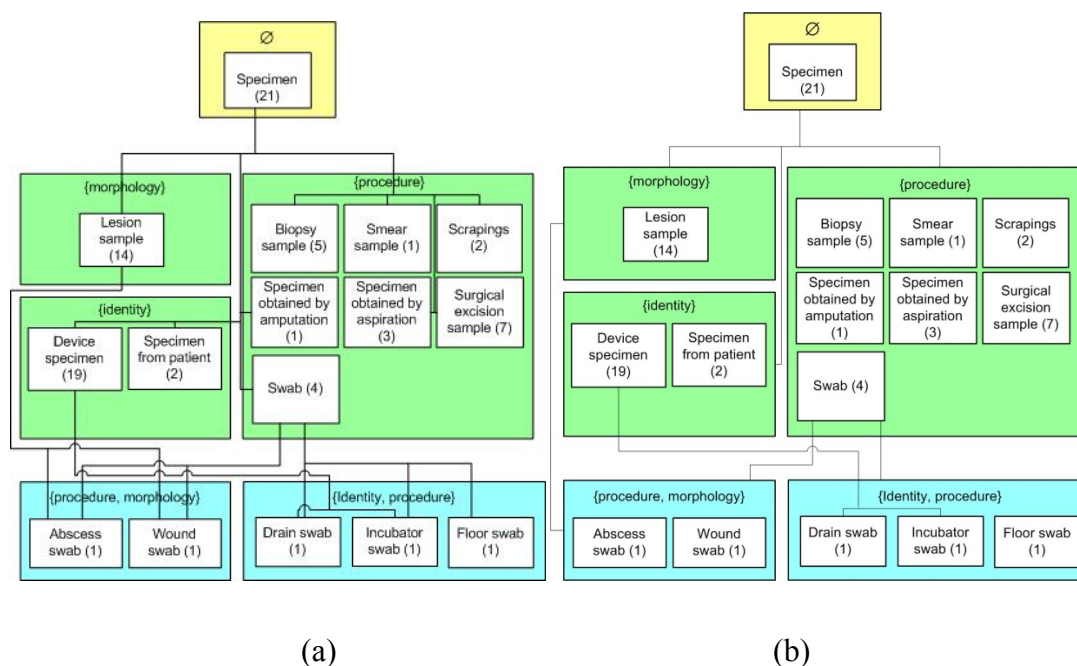 ∅
Specimen
(21)
{morphology}
Lesion
sample
(14)
{procedure}
Biopsy
sample (5)
Smear
sample (1)
Scrapings
(2)
Specimen
obtained by
amputation
(1)
Specimen
obtained by
aspiration
(3)
Surgical
excision
sample (7)
{identity}
Device
specimen
(19)
Specimen
from patient
(2)
Swab (4)
{procedure, morphology}
Abscess
swab (1)
Wound
swab (1)
{Identity, procedure}
Drain swab
(1)
Incubator
swab (1)
Floor swab
(1)
(a)
∅
Specimen
(21)
{morphology}
Lesion
sample
(14)
{procedure}
Biopsy
sample (5)
Smear
sample (1)
Scrapings
(2)
Specimen
obtained by
amputation
(1)
Specimen
obtained by
aspiration
(3)
Surgical
excision
sample (7)
{identity}
Device
specimen
(19)
Specimen
from patient
(2)
Swab (4)
{procedure, morphology}
Abscess
swab (1)
Wound
swab (1)
{Identity, procedure}
Drain swab
(1)
Incubator
swab (1)
Floor swab
(1)
(b)